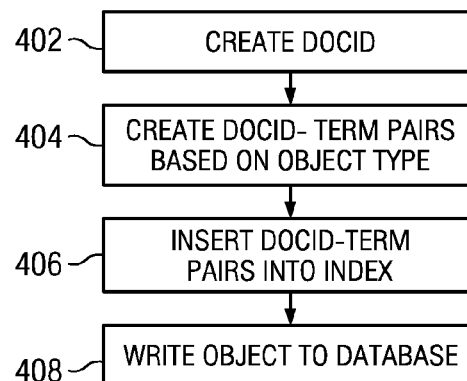 402
CREATE DOCID
404
CREATE DOCID- TERM PAIRS
BASED ON OBJECT TYPE
406
INSERT DOCID-TERM
PAIRS INTO INDEX
408
WRITE OBJECT TO DATABASE